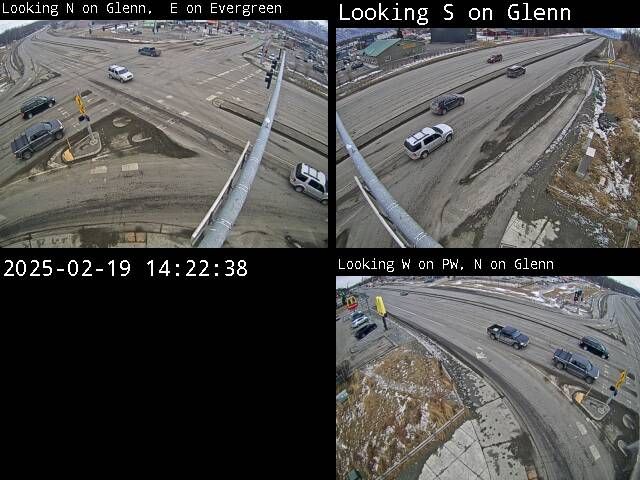 Looking N on Glenn,  E on Evergreen
Looking S on Glenn
2025-02-19 14:22:38
Looking W on PW, N on Glenn